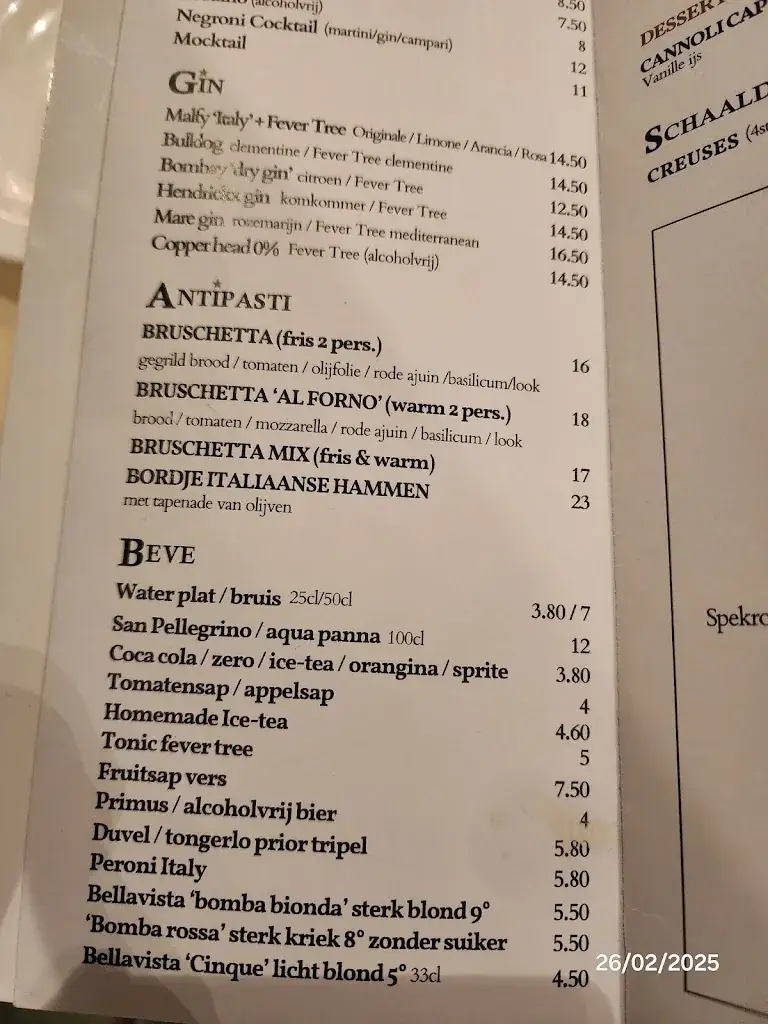 (alcoholvrij) 8.50
7.50
Negroni Cocktail (martini/gin/campari) 8
Mocktail 12
11
GIN
Malfy 'Italy' + Fever Tree Originale / Limone / Arancia / Rosa 14.50
Bulldog clementine / Fever Tree clementine 14.50
Bombay 'dry gin' citroen / Fever Tree 12.50
Hendrickx gin komkommer / Fever Tree 14.50
Mare gin rozemarijn / Fever Tree mediterranean 16.50
Copper head 0% Fever Tree (alcoholvrij) 14.50
ANTIPASTI
BRUSCHETTA (fris 2 pers.) 16
gegrild brood / tomaten / olijfolie / rode ajuin /basilicum/look
BRUSCHETTA 'AL FORNO' (warm 2 pers.) 18
brood / tomaten / mozzarella / rode ajuin / basilicum / look
BRUSCHETTA MIX (fris & warm) 17
BORDJE ITALIAANSE HAMMEN 23
met tapenade van olijven
BEVE
Water plat / bruis 25cl/50cl 3.80 / 7
San Pellegrino / aqua panna 100cl 12
Coca cola / zero / ice-tea / orangina / sprite 3.80
Tomatensap / appelsap 4
Homemade Ice-tea 4.60
Tonic fever tree 5
Fruitsap vers 7.50
Primus / alcoholvrij bier 4
Duvel / tongerlo prior tripel 5.80
Peroni Italy 5.80
Bellavista 'bomba bionda' sterk blond 9° 5.50
'Bomba rossa' sterk kriek 8° zonder suiker 5.50
Bellavista 'Cinque' licht blond 5° 33cl 4.50
DESSERT
CANNOLI CAP
Vanille ijs
SCHAALD
CREUSES (4st
Spekro
26/02/2025